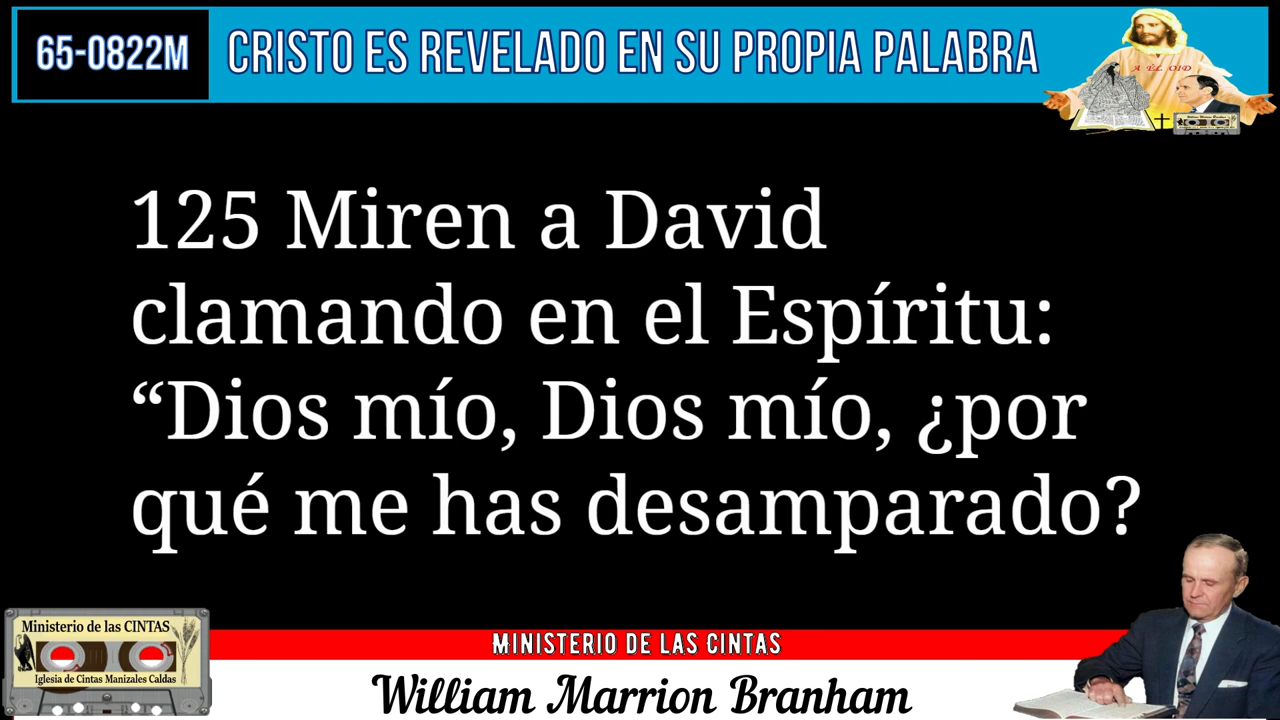 65-0822M
CRISTO ES REVELADO EN SU PROPIA PALABRA
A ÉL OID
125 Miren a David
clamando en el Espíritu:
“Dios mío, Dios mío, ¿por
qué me has desamparado?
Ministerio de las CINTAS
Iglesia de Cintas Manizales Caldas
MINISTERIO DE LAS CINTAS
William Marrion Branham